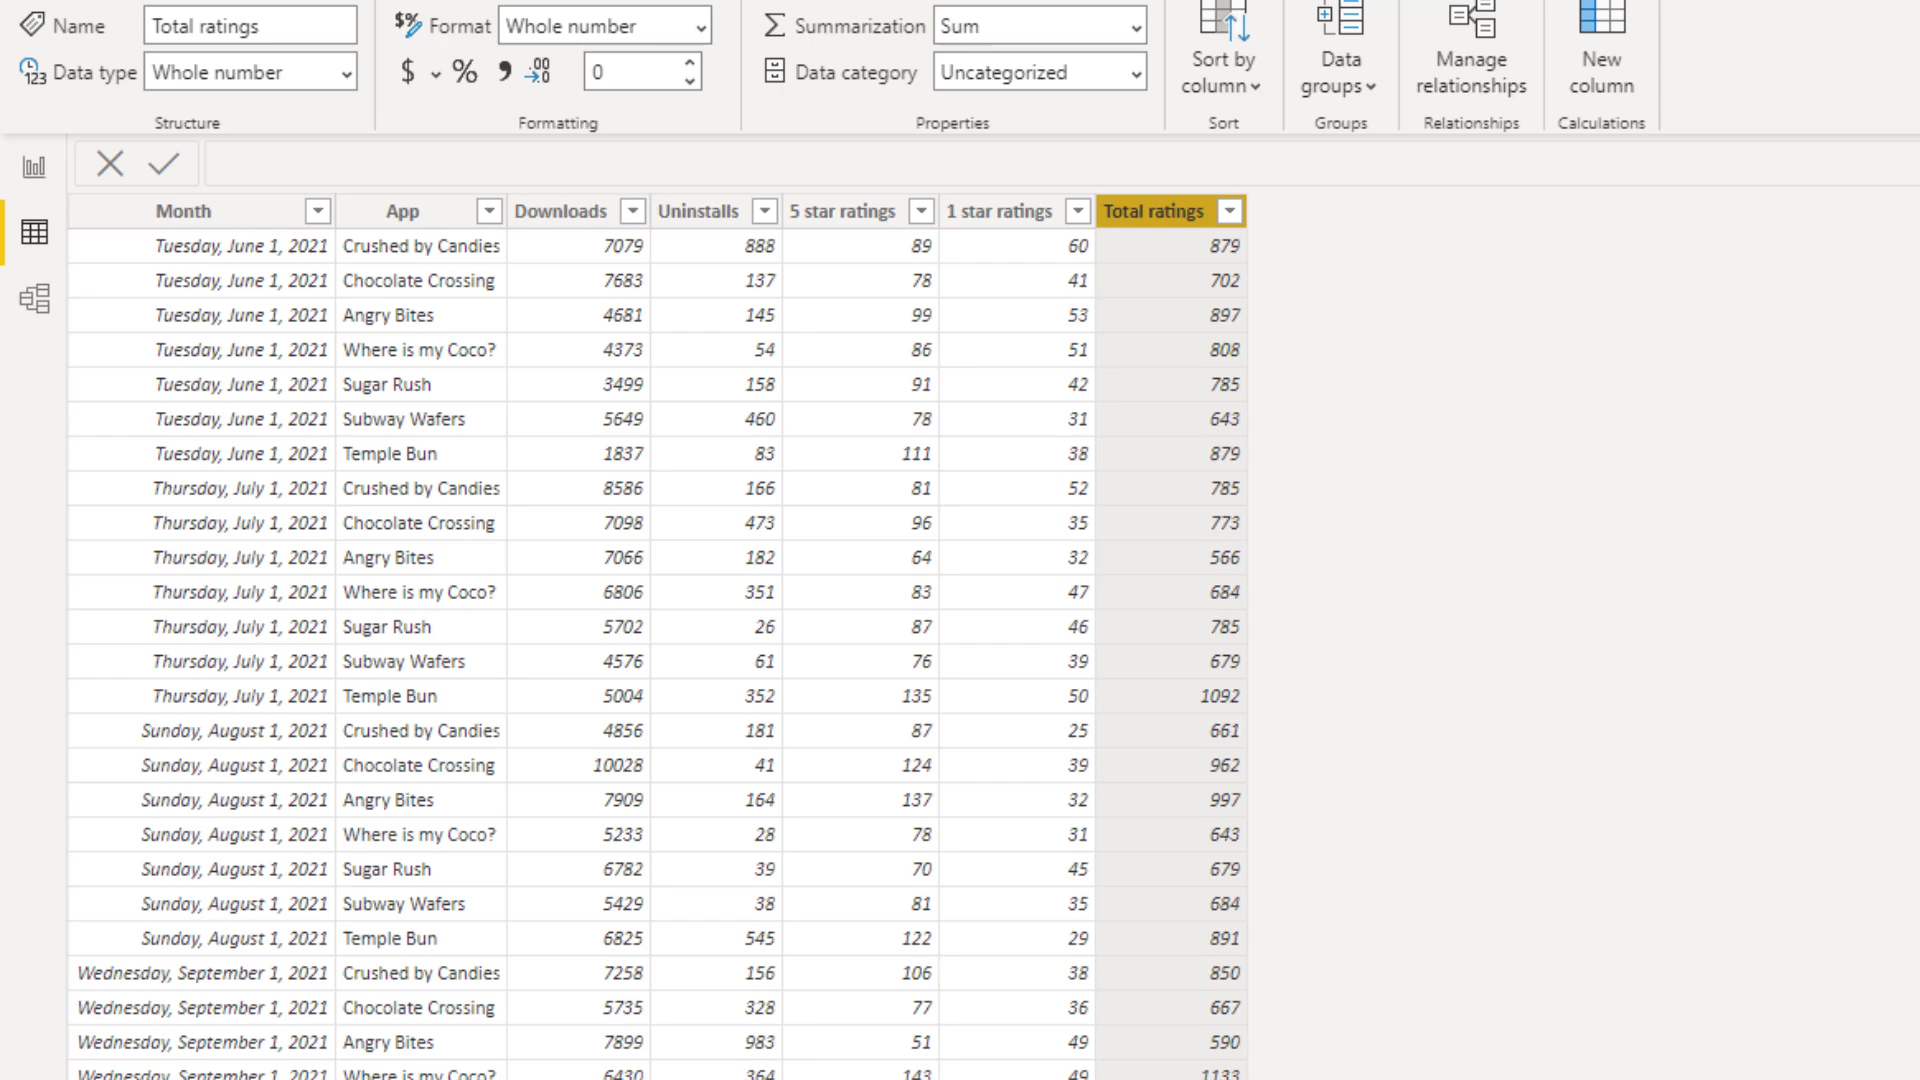 Name Total ratings $% Format Whole number Σ Summarization Sum
Data type Whole number $ % 0 Data category Uncategorized
Sort by column Data groups Manage relationships New column
Structure Formatting Properties Sort Groups Relationships Calculations
Month App Downloads Uninstalls 5 star ratings 1 star ratings Total ratings
Tuesday, June 1, 2021 Crushed by Candies 7079 888 89 60 879
Tuesday, June 1, 2021 Chocolate Crossing 7683 137 78 41 702
Tuesday, June 1, 2021 Angry Bites 4681 145 99 53 897
Tuesday, June 1, 2021 Where is my Coco? 4373 54 86 51 808
Tuesday, June 1, 2021 Sugar Rush 3499 158 91 42 785
Tuesday, June 1, 2021 Subway Wafers 5649 460 78 31 643
Tuesday, June 1, 2021 Temple Bun 1837 83 111 38 879
Thursday, July 1, 2021 Crushed by Candies 8586 166 81 52 785
Thursday, July 1, 2021 Chocolate Crossing 7098 473 96 35 773
Thursday, July 1, 2021 Angry Bites 7066 182 64 32 566
Thursday, July 1, 2021 Where is my Coco? 6806 351 83 47 684
Thursday, July 1, 2021 Sugar Rush 5702 26 87 46 785
Thursday, July 1, 2021 Subway Wafers 4576 61 76 39 679
Thursday, July 1, 2021 Temple Bun 5004 352 135 50 1092
Sunday, August 1, 2021 Crushed by Candies 4856 181 87 25 661
Sunday, August 1, 2021 Chocolate Crossing 10028 41 124 39 962
Sunday, August 1, 2021 Angry Bites 7909 164 137 32 997
Sunday, August 1, 2021 Where is my Coco? 5233 28 78 31 643
Sunday, August 1, 2021 Sugar Rush 6782 39 70 45 679
Sunday, August 1, 2021 Subway Wafers 5429 38 81 35 684
Sunday, August 1, 2021 Temple Bun 6825 545 122 29 891
Wednesday, September 1, 2021 Crushed by Candies 7258 156 106 38 850
Wednesday, September 1, 2021 Chocolate Crossing 5735 328 77 36 667
Wednesday, September 1, 2021 Angry Bites 7899 983 51 49 590
Wednesday, September 1, 2021 Where is my Coco? 6430 364 143 49 1133